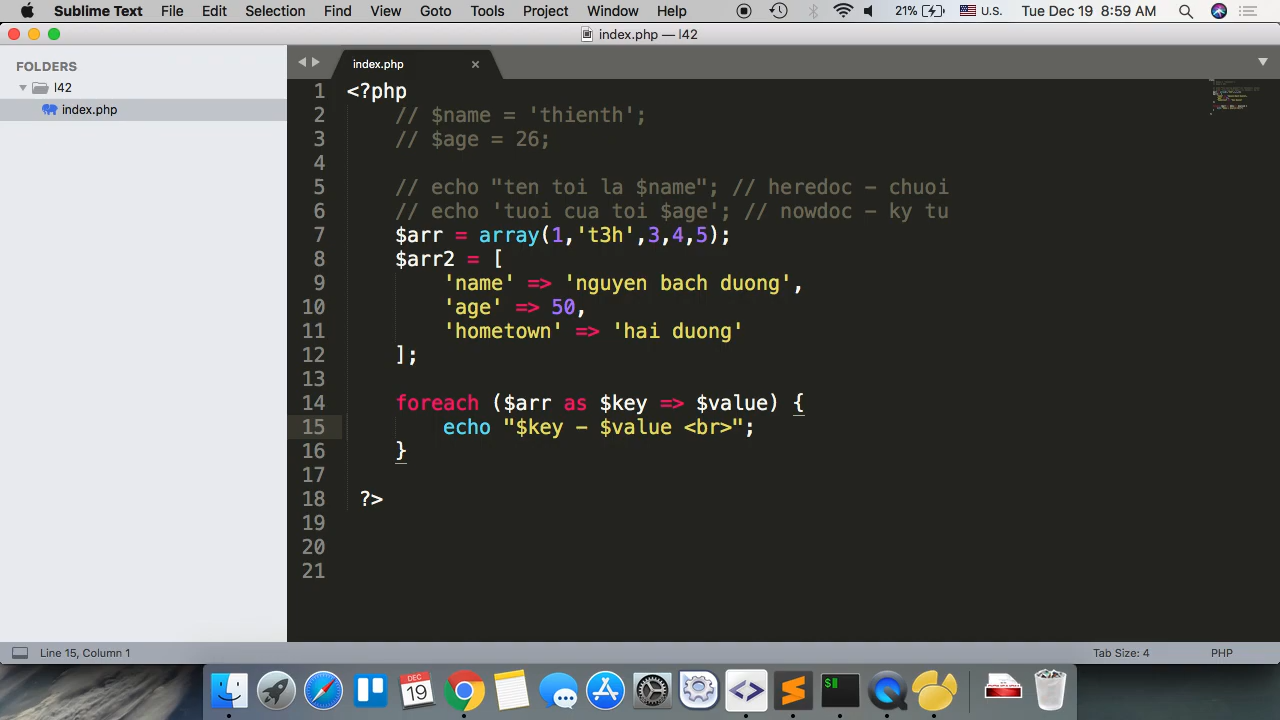 Sublime Text File Edit Selection Find View Goto Tools Project Window Help 21% U.S. Tue Dec 19 8:59 AM
index.php — l42
FOLDERS
l42
index.php
index.php ×
1 <?php
2 // $name = 'thienth';
3 // $age = 26;
4
5 // echo "ten toi la $name"; // heredoc - chuoi
6 // echo 'tuoi cua toi $age'; // nowdoc - ky tu
7 $arr = array(1,'t3h',3,4,5);
8 $arr2 = [
9 'name' => 'nguyen bach duong',
10 'age' => 50,
11 'hometown' => 'hai duong'
12 ];
13
14 foreach ($arr as $key => $value) {
15 echo "$key - $value <br>";
16 }
17
18 ?>
19
20
21
Line 15, Column 1 Tab Size: 4 PHP
DEC
19
$